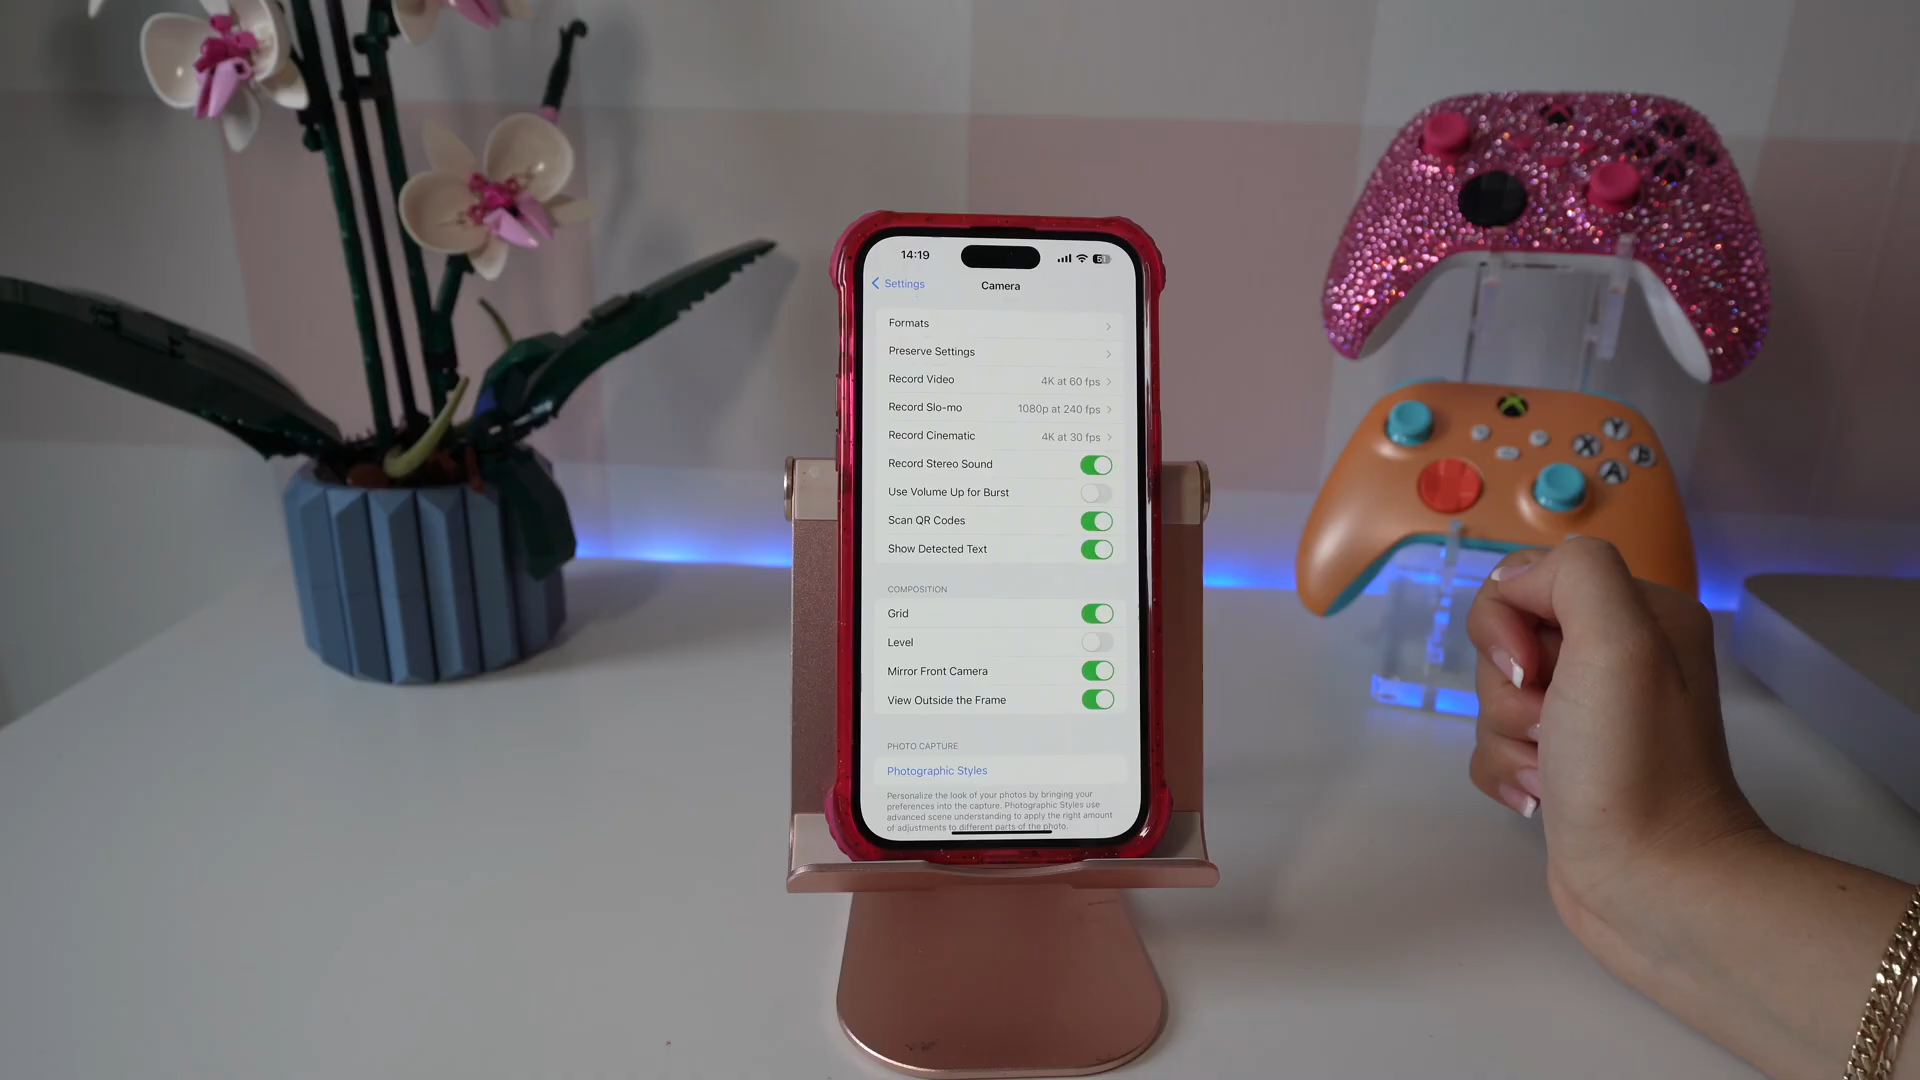 14:19
61
Settings
Camera
Formats
Preserve Settings
Record Video 4K at 60 fps
Record Slo-mo 1080p at 240 fps
Record Cinematic 4K at 30 fps
Record Stereo Sound
Use Volume Up for Burst
Scan QR Codes
Show Detected Text
COMPOSITION
Grid
Level
Mirror Front Camera
View Outside the Frame
PHOTO CAPTURE
Photographic Styles
Personalize the look of your photos by bringing your
preferences into the capture. Photographic Styles use
advanced scene understanding to apply the right amount
of adjustments to different parts of the photo.
Y
X
B
A